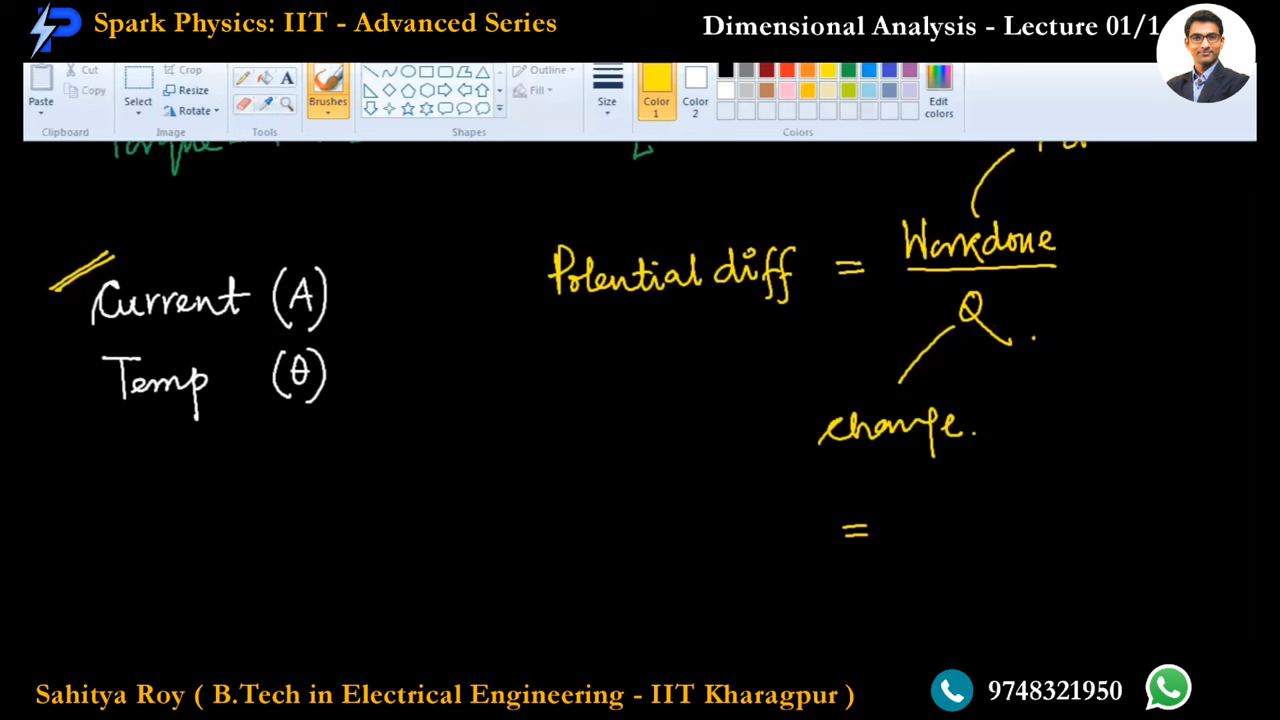 Spark Physics: IIT - Advanced Series
Dimensional Analysis - Lecture 01/1
Paste
Cut
Copy
Clipboard
Select
Crop
Resize
Rotate
Image
Tools
Brushes
Shapes
Outline
Fill
Size
Color 1
Color 2
Colors
Edit colors
Torque
Current (A)
Temp (θ)
Potential diff = Workdone
Q
charge.
=
Sahitya Roy ( B.Tech in Electrical Engineering - IIT Kharagpur )
9748321950